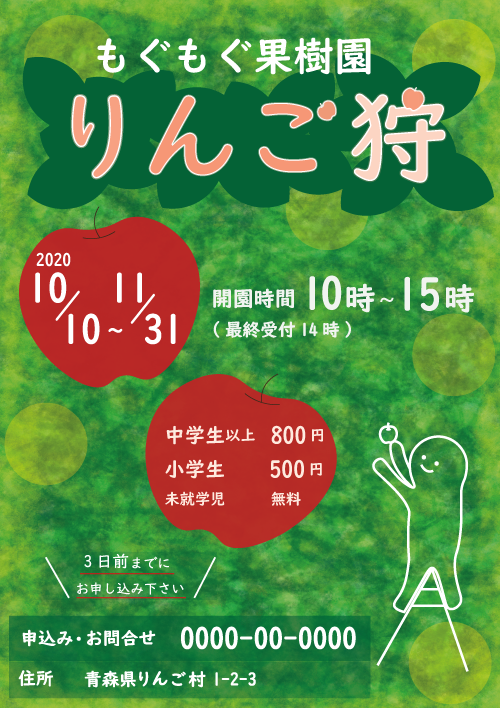 もぐもぐ果樹園
りんご狩
2020
10/10～11/31
開園時間 10時～15時
(最終受付14時)
中学生以上 800円
小学生 500円
未就学児 無料
3日前までに
お申し込み下さい
申込み・お問合せ 0000-00-0000
住所 青森県りんご村 1-2-3